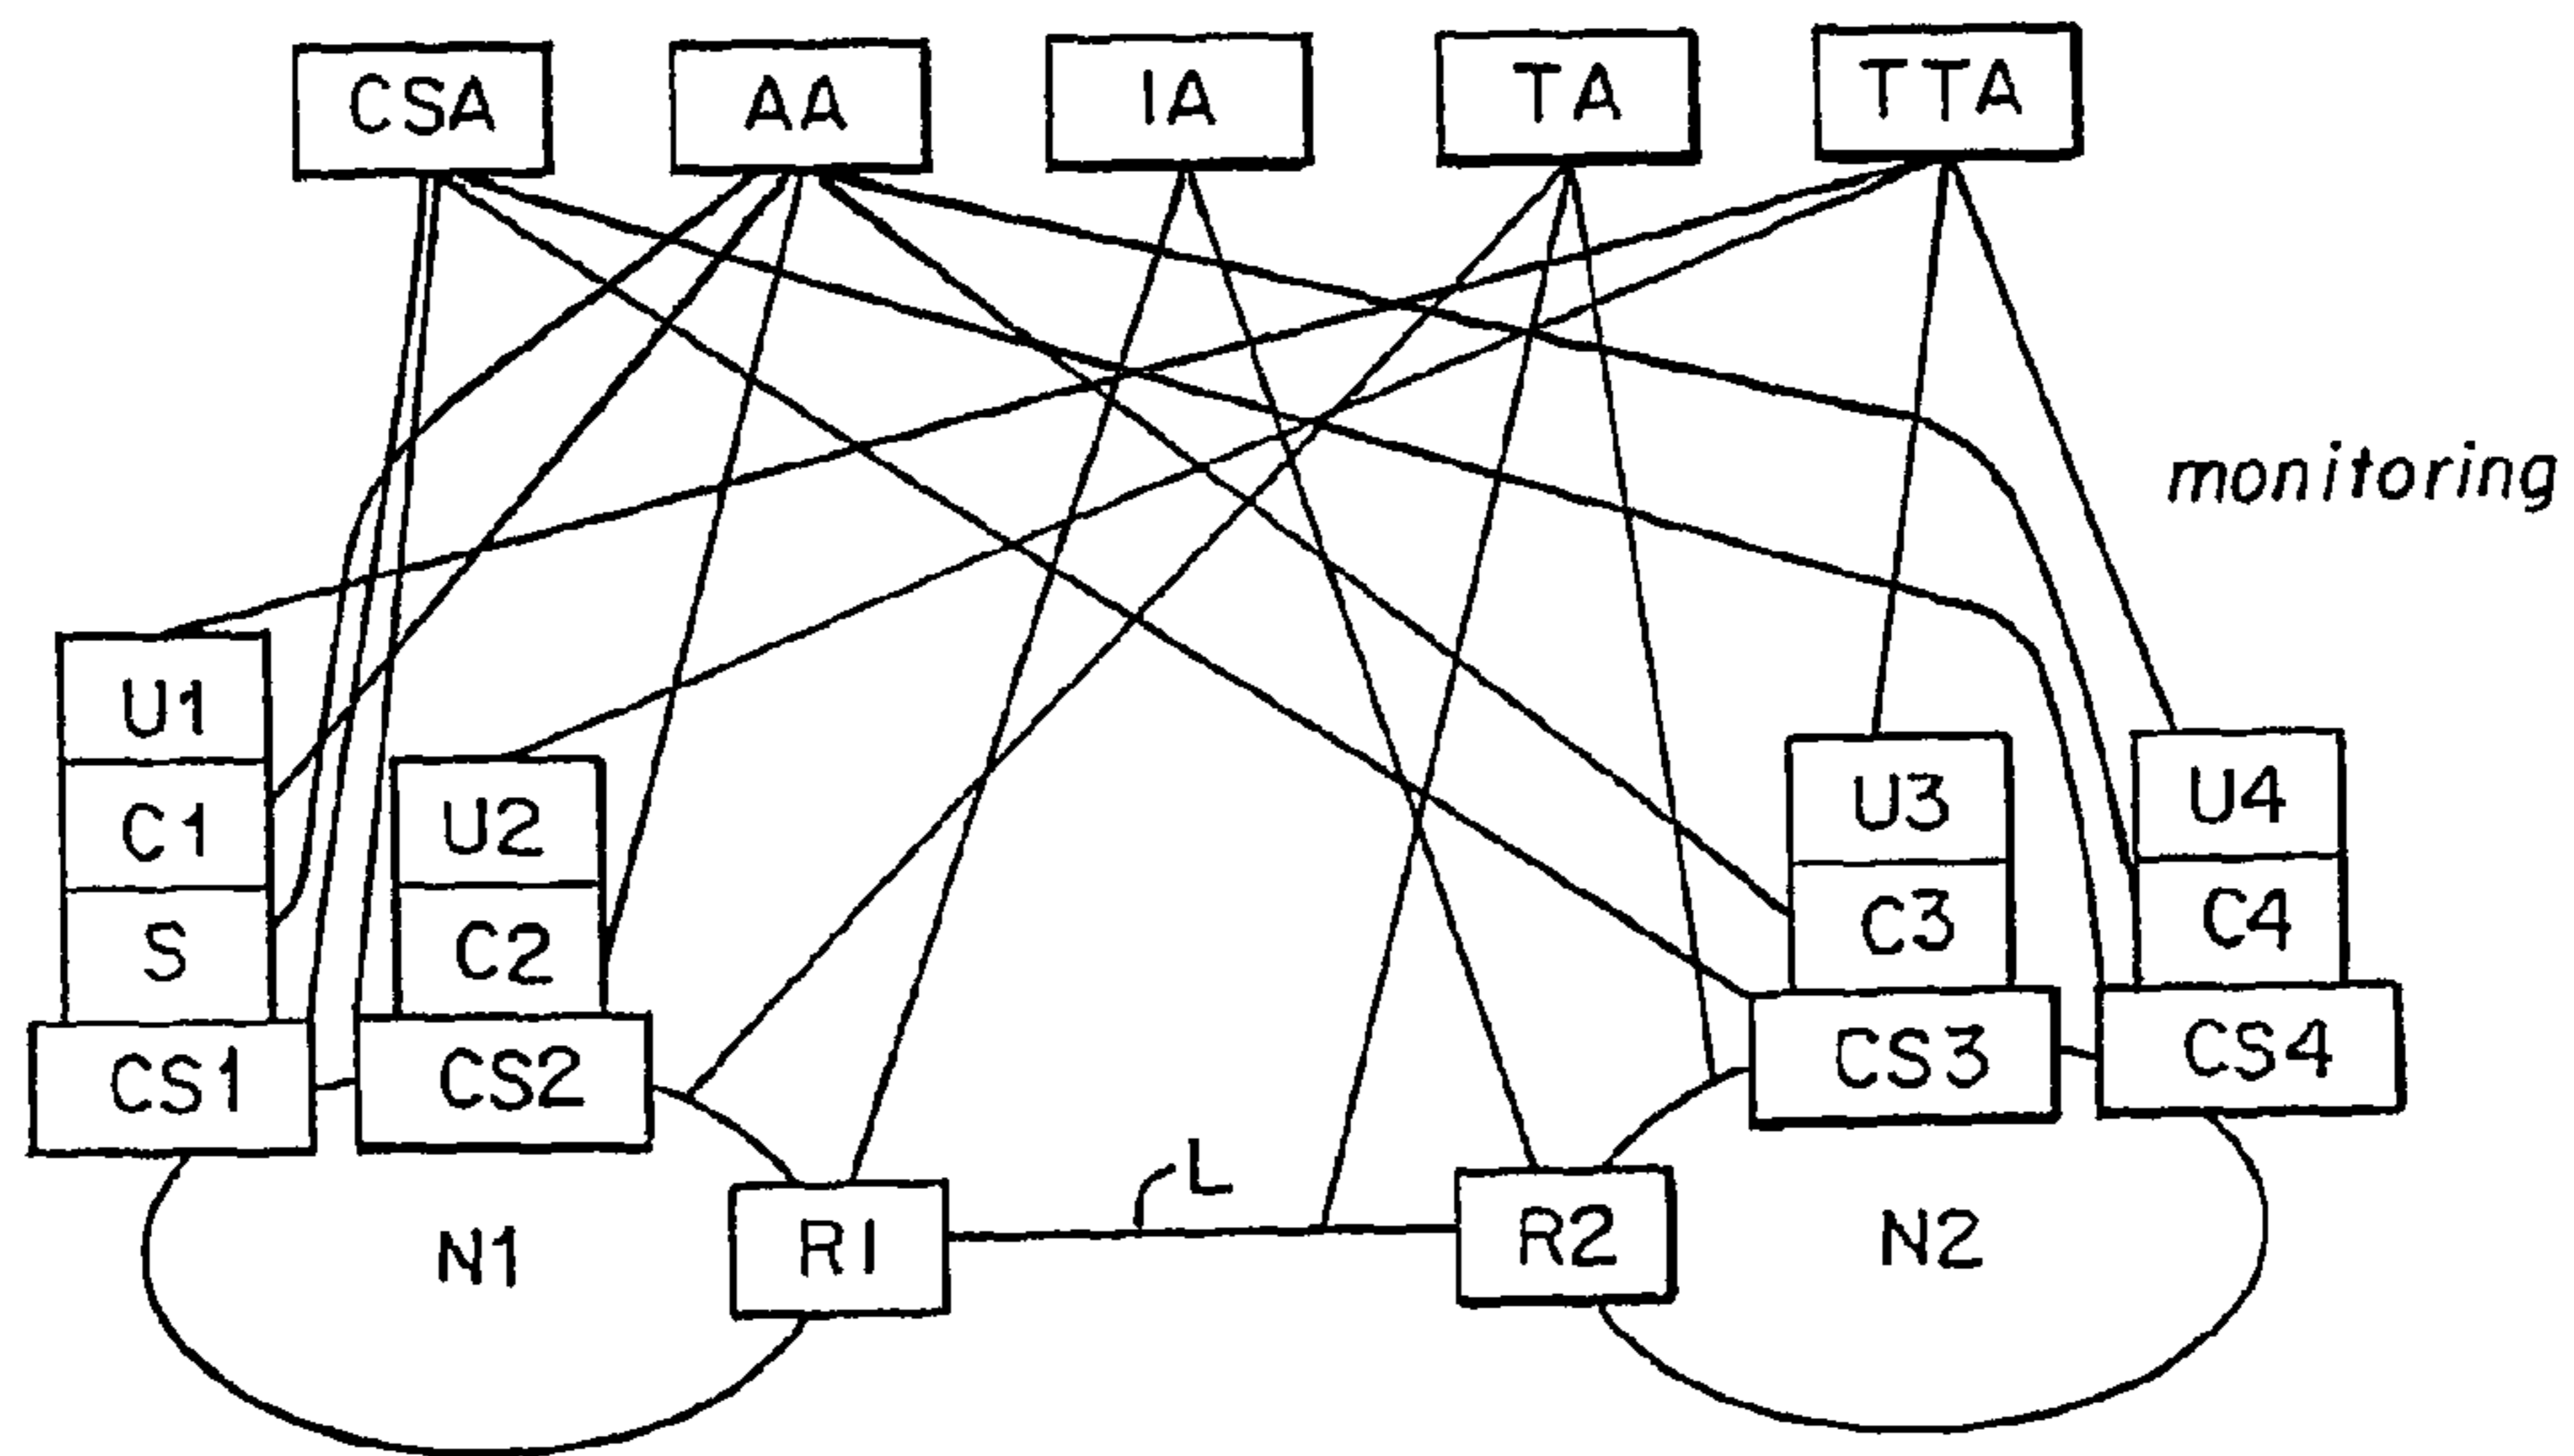 CSA AA IA TA TTA
monitoring
U1
C1
S
CS1
U2
C2
CS2
U3
C3
CS3
U4
C4
CS4
L
N1
R1
R2
N2